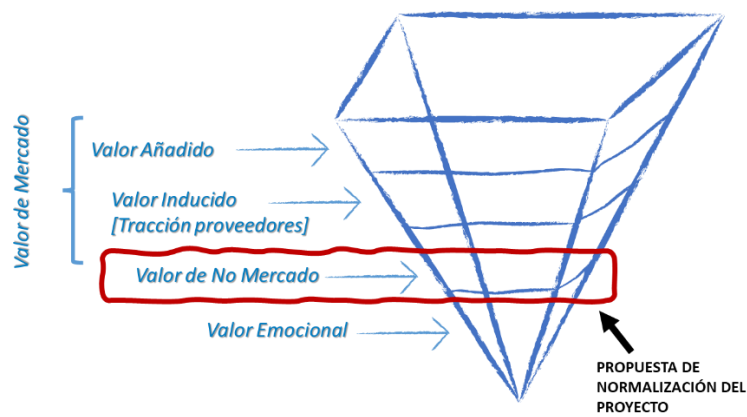 Valor de Mercado
Valor Añadido
Valor Inducido
[Tracción proveedores]
Valor de No Mercado
Valor Emocional
PROPUESTA DE
NORMALIZACIÓN DEL
PROYECTO